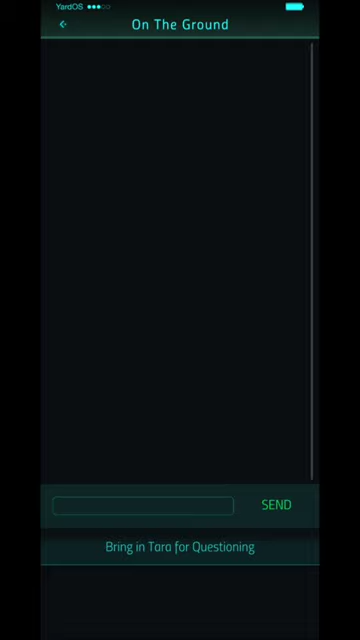 YardOS
On The Ground
SEND
Bring in Tara for Questioning